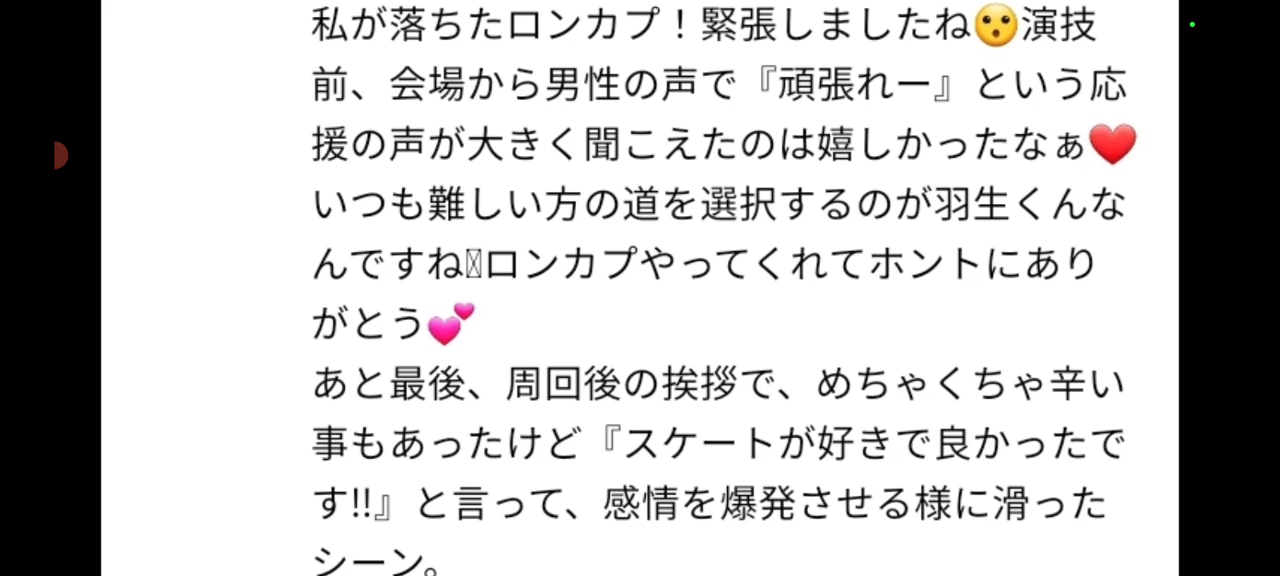 私が落ちたロンカプ！緊張しましたね😮演技
前、会場から男性の声で『頑張れー』という応
援の声が大きく聞こえたのは嬉しかったなぁ❤️
いつも難しい方の道を選択するのが羽生くんな
んですね ロンカプやってくれてホントにあり
がとう💕
あと最後、周回後の挨拶で、めちゃくちゃ辛い
事もあったけど『スケートが好きで良かったで
す!!』と言って、感情を爆発させる様に滑った
シーン。